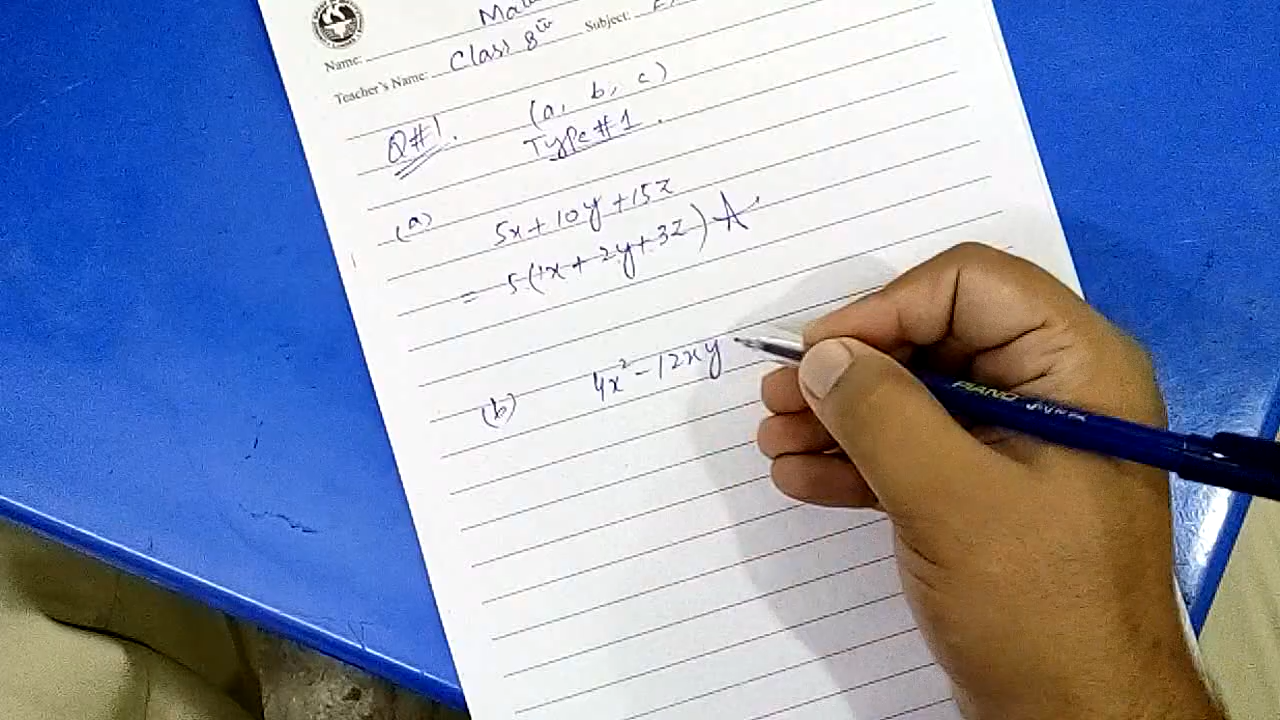 Name:
Class 8th Subject:
Teacher's Name:
Q#1. (a, b, c)
Type#1.
(a) 5x + 10y + 15z
= 5(1x + 2y + 3z) A
(b) 4x² - 12xy
PIANO